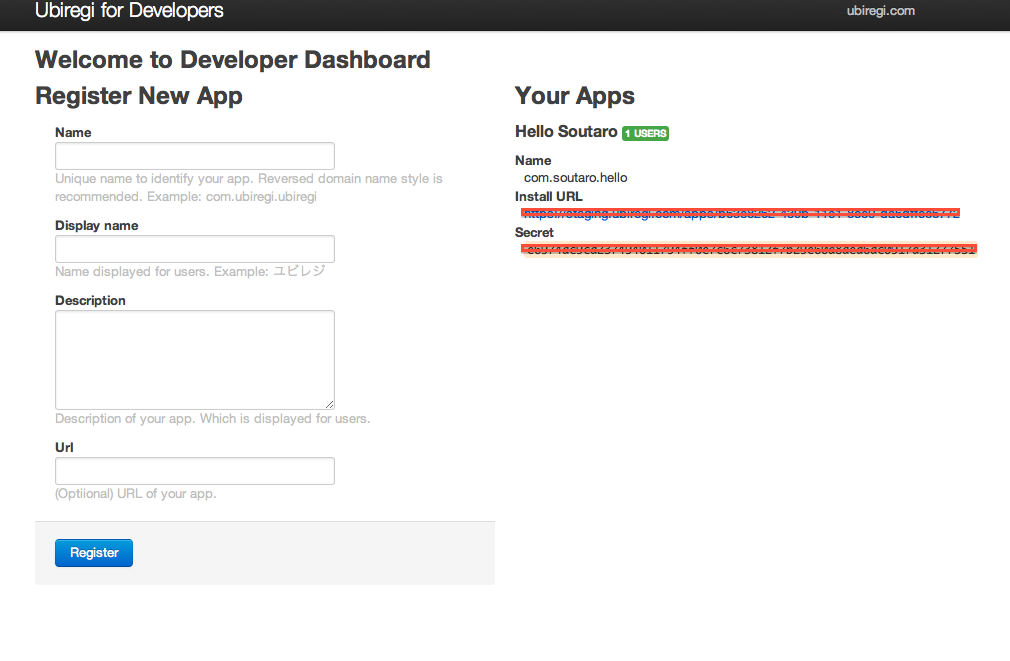 Ubiregi for Developers
ubiregi.com
Welcome to Developer Dashboard
Register New App
Name
Unique name to identify your app. Reversed domain name style is
recommended. Example: com.ubiregi.ubiregi
Display name
Name displayed for users. Example: ユビレジ
Description
Description of your app. Which is displayed for users.
Url
(Optiional) URL of your app.
Register
Your Apps
Hello Soutaro 1 USERS
Name
com.soutaro.hello
Install URL
Secret